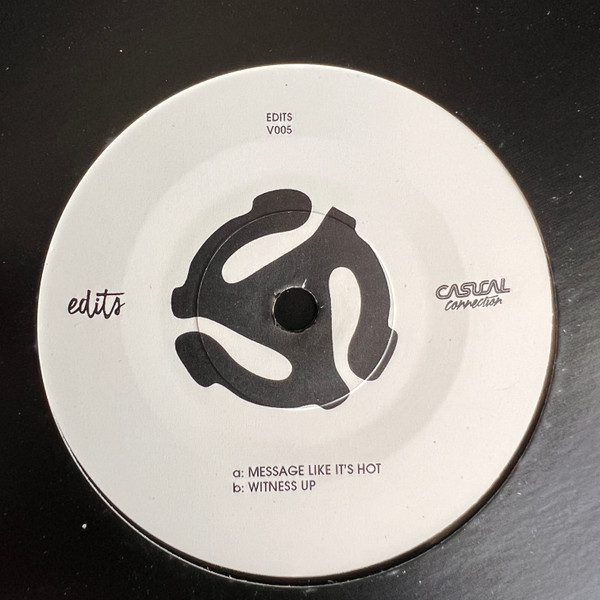 EDITS
V005
edits
CASUAL
connection
a: MESSAGE LIKE IT'S HOT
b: WITNESS UP